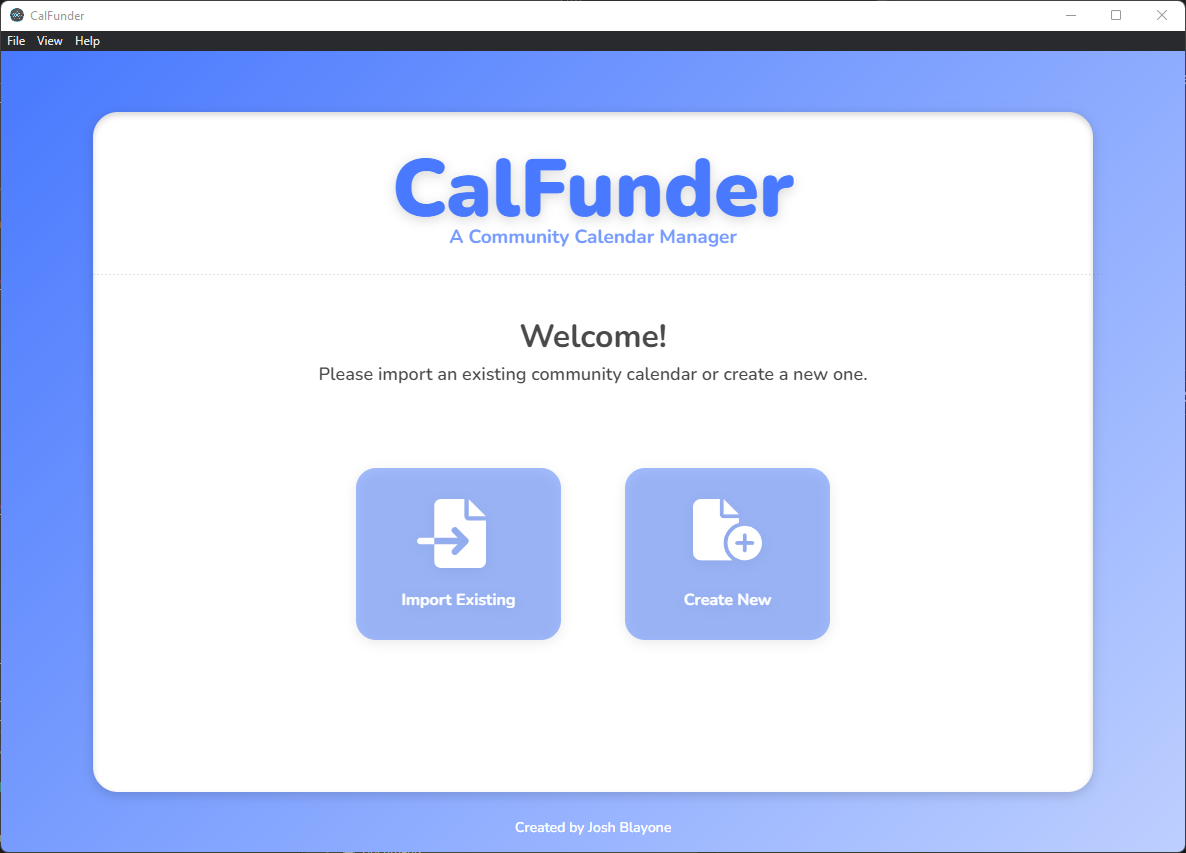 CalFunder
File View Help
CalFunder
A Community Calendar Manager
Welcome!
Please import an existing community calendar or create a new one.
Import Existing
Create New
Created by Josh Blayone